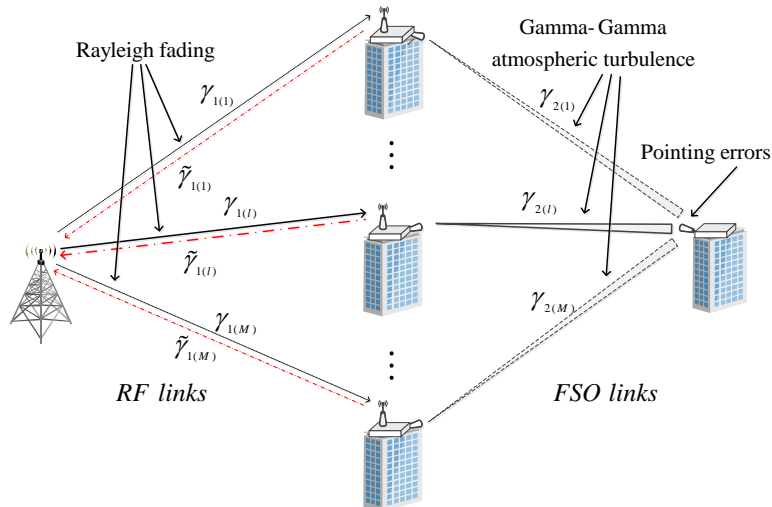 Gamma-Gamma
atmospheric turbulence
Rayleigh fading
γ₁₍₁₎
γ₂₍₁₎
Pointing errors
γ̃₁₍₁₎
γ₁₍ₗ₎
γ₂₍ₗ₎
γ̃₁₍ₗ₎
γ₁₍M₎
γ₂₍M₎
γ̃₁₍M₎
RF links
FSO links